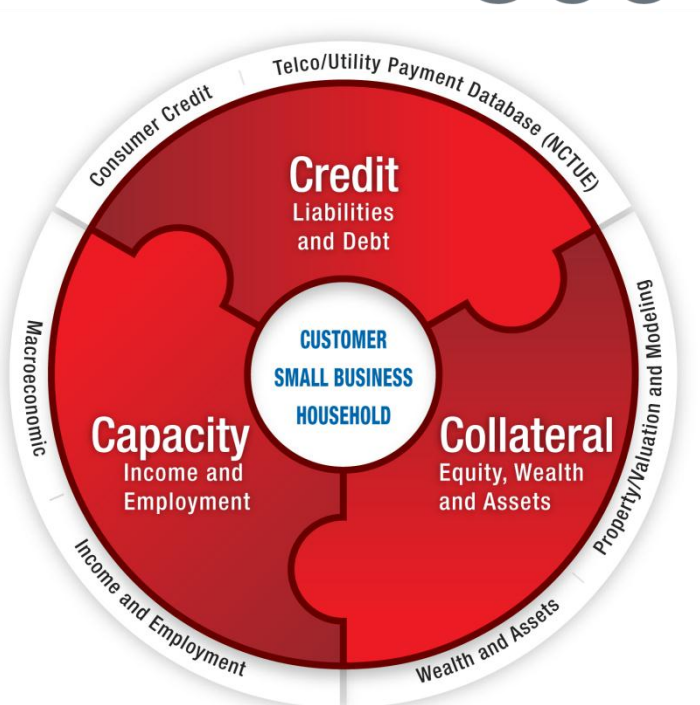 Consumer Credit
Telco/Utility Payment Database (NCTUE)
Credit
Liabilities
and Debt
CUSTOMER
SMALL BUSINESS
HOUSEHOLD
Capacity
Income and
Employment
Collateral
Equity, Wealth
and Assets
Macroeconomic
Property/Valuation and Modeling
Income and Employment
Wealth and Assets